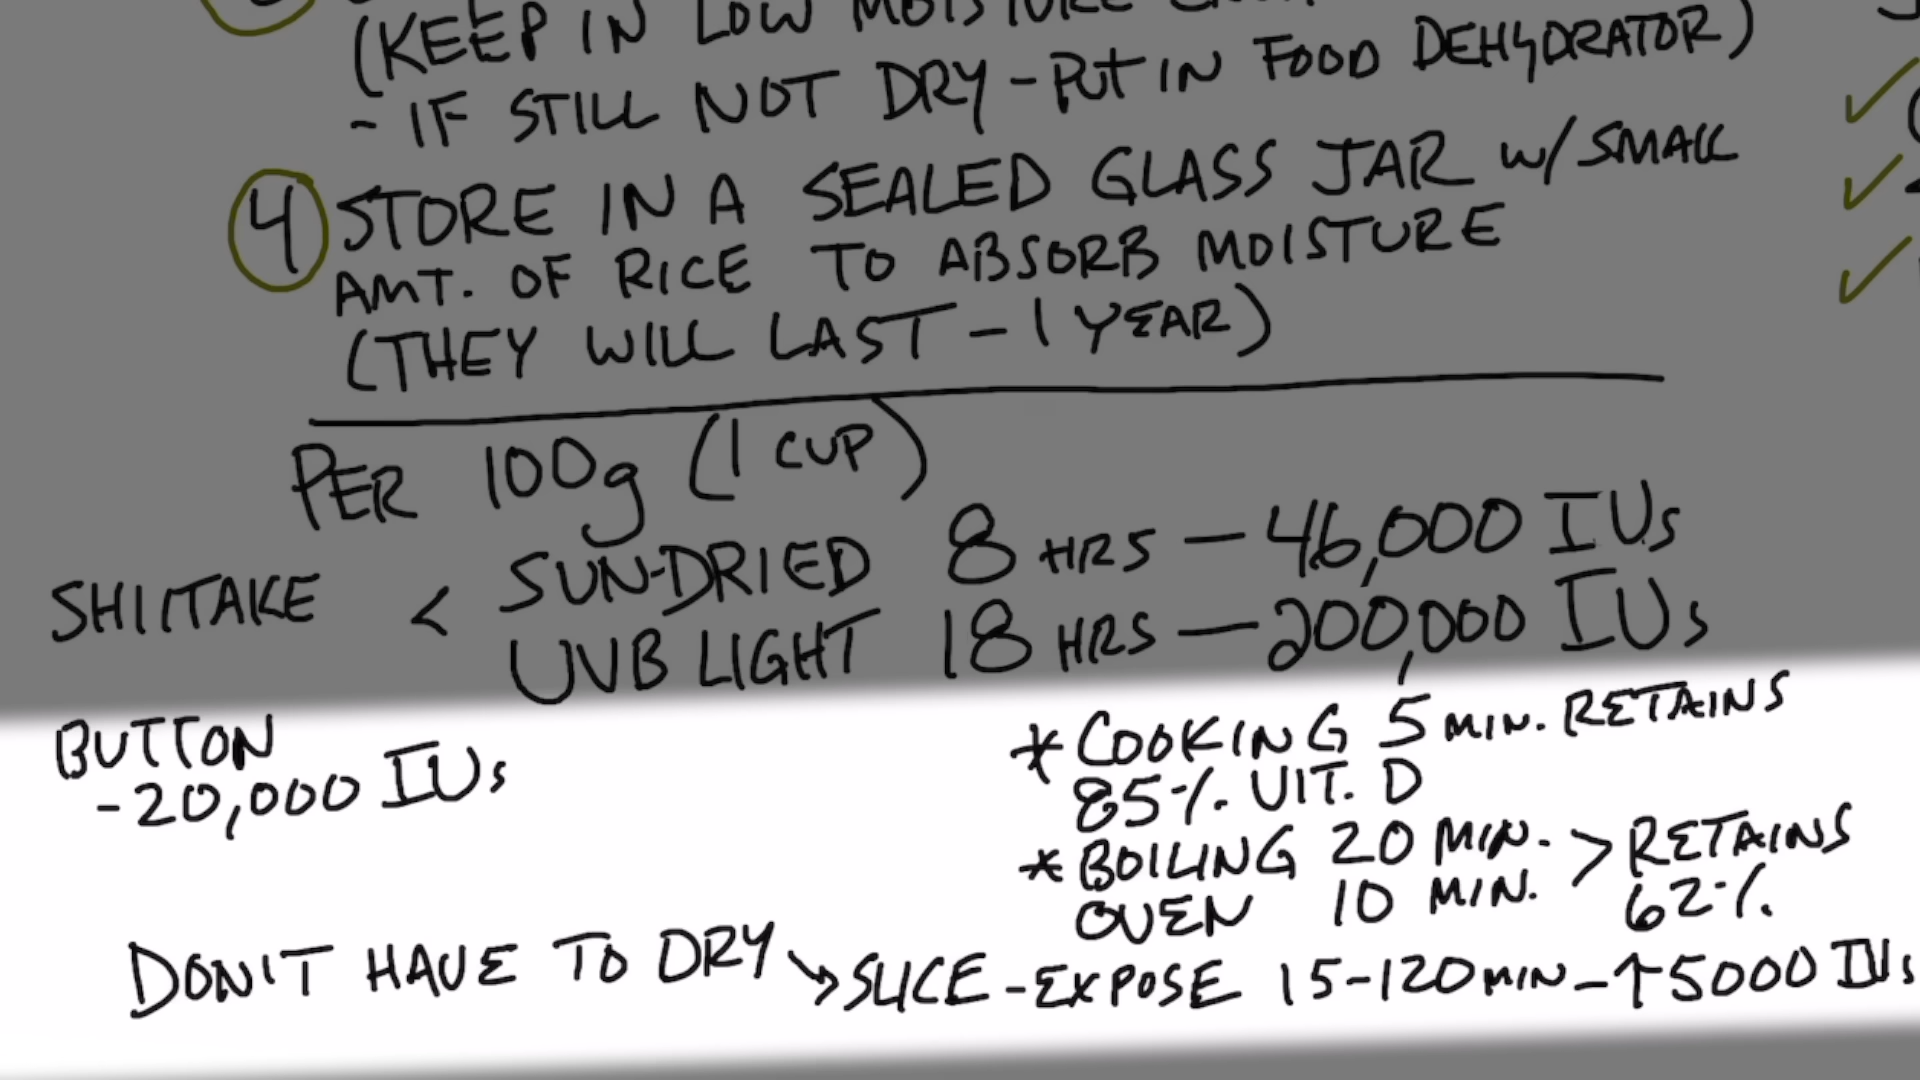 (KEEP IN LOW MOISTURE
- IF STILL NOT DRY - PUT IN FOOD DEHYDRATOR)
4 STORE IN A SEALED GLASS JAR W/ SMALL
AMT. OF RICE TO ABSORB MOISTURE
(THEY WILL LAST - 1 YEAR)
PER 100g (1 CUP)
SHIITAKE < SUN-DRIED 8 HRS - 46,000 IUs
UVB LIGHT 18 HRS - 200,000 IUs
BUTTON
- 20,000 IUs
* COOKING 5 MIN. RETAINS
85% VIT. D
* BOILING 20 MIN. > RETAINS
OVEN 10 MIN. 62%
DON'T HAVE TO DRY ↘ SLICE - EXPOSE 15-120 MIN - ↑ 5000 IUs